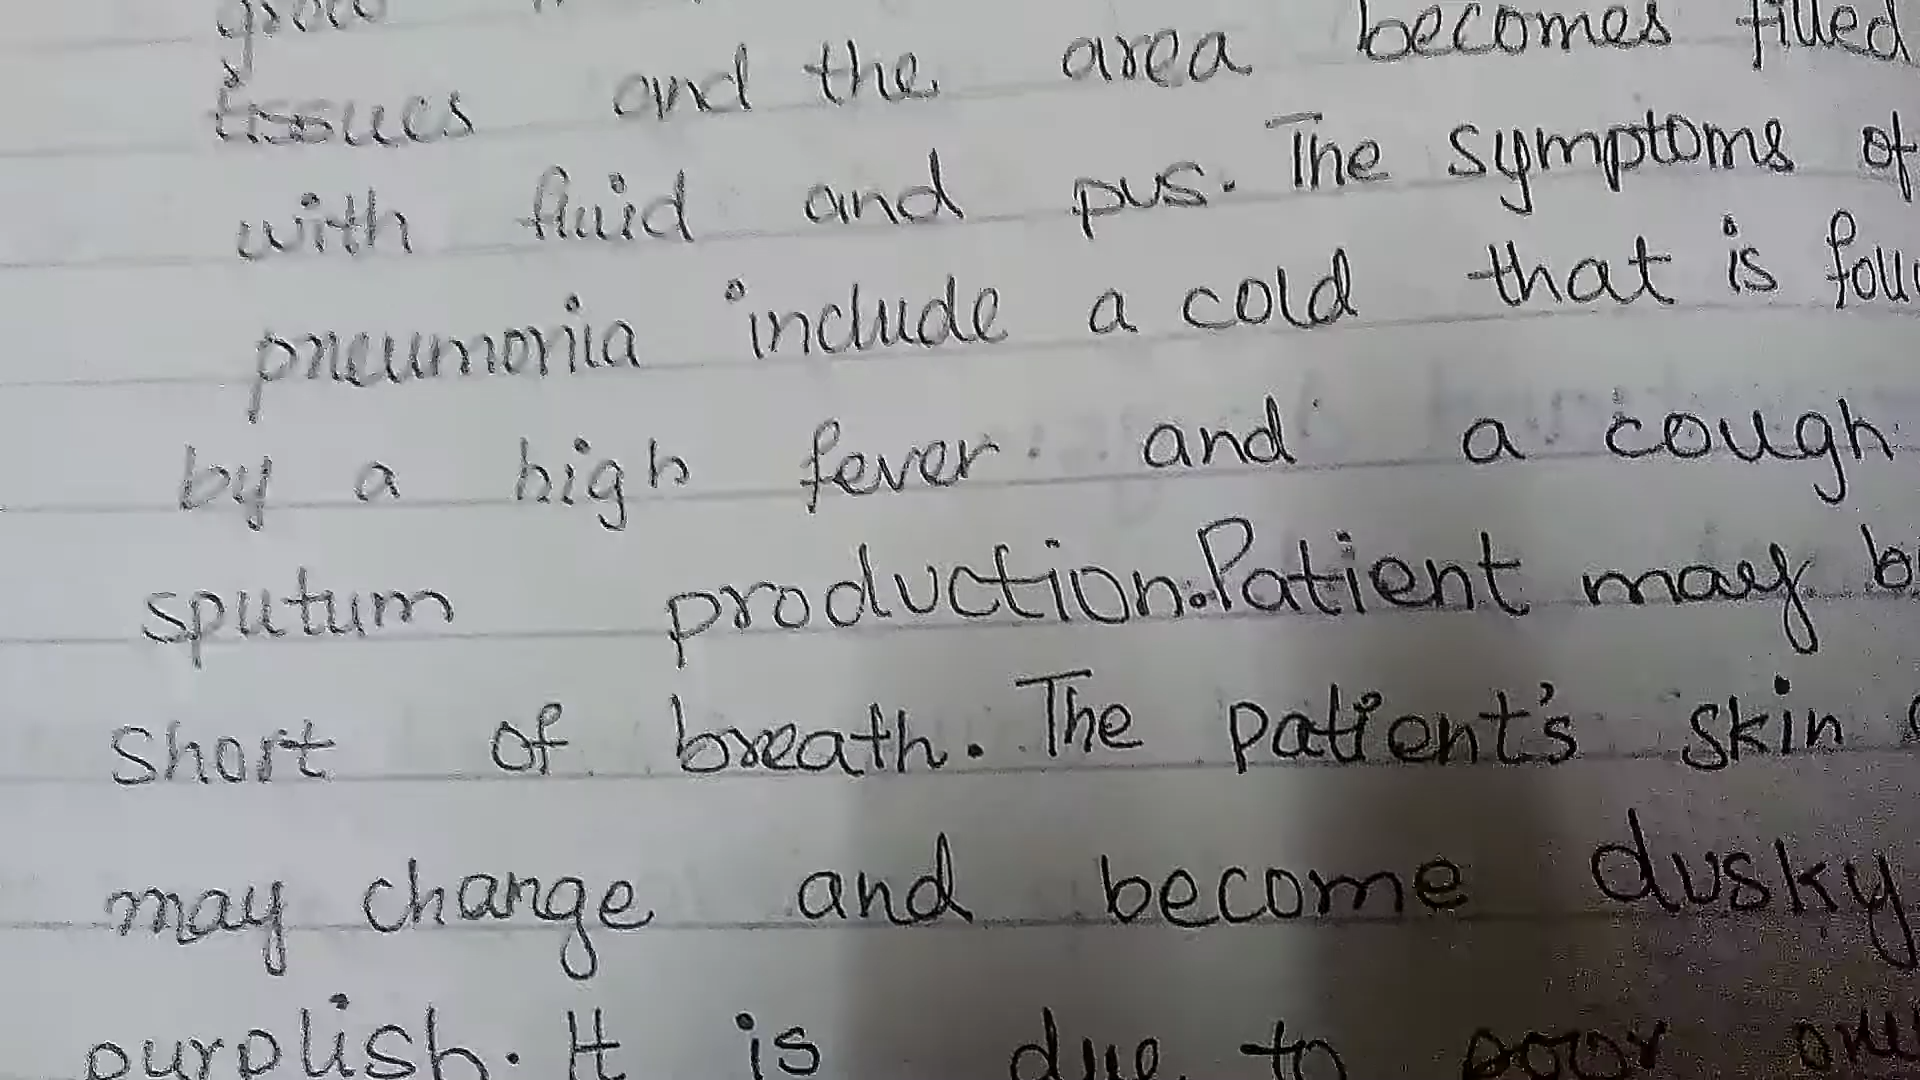 tissues and the area becomes filled
with fluid and pus. The symptoms of
pneumonia include a cold that is
by a high fever and a cough
sputum production. Patient may
short of breath. The patient's skin
may change and become dusky
purplish. It is due to poor